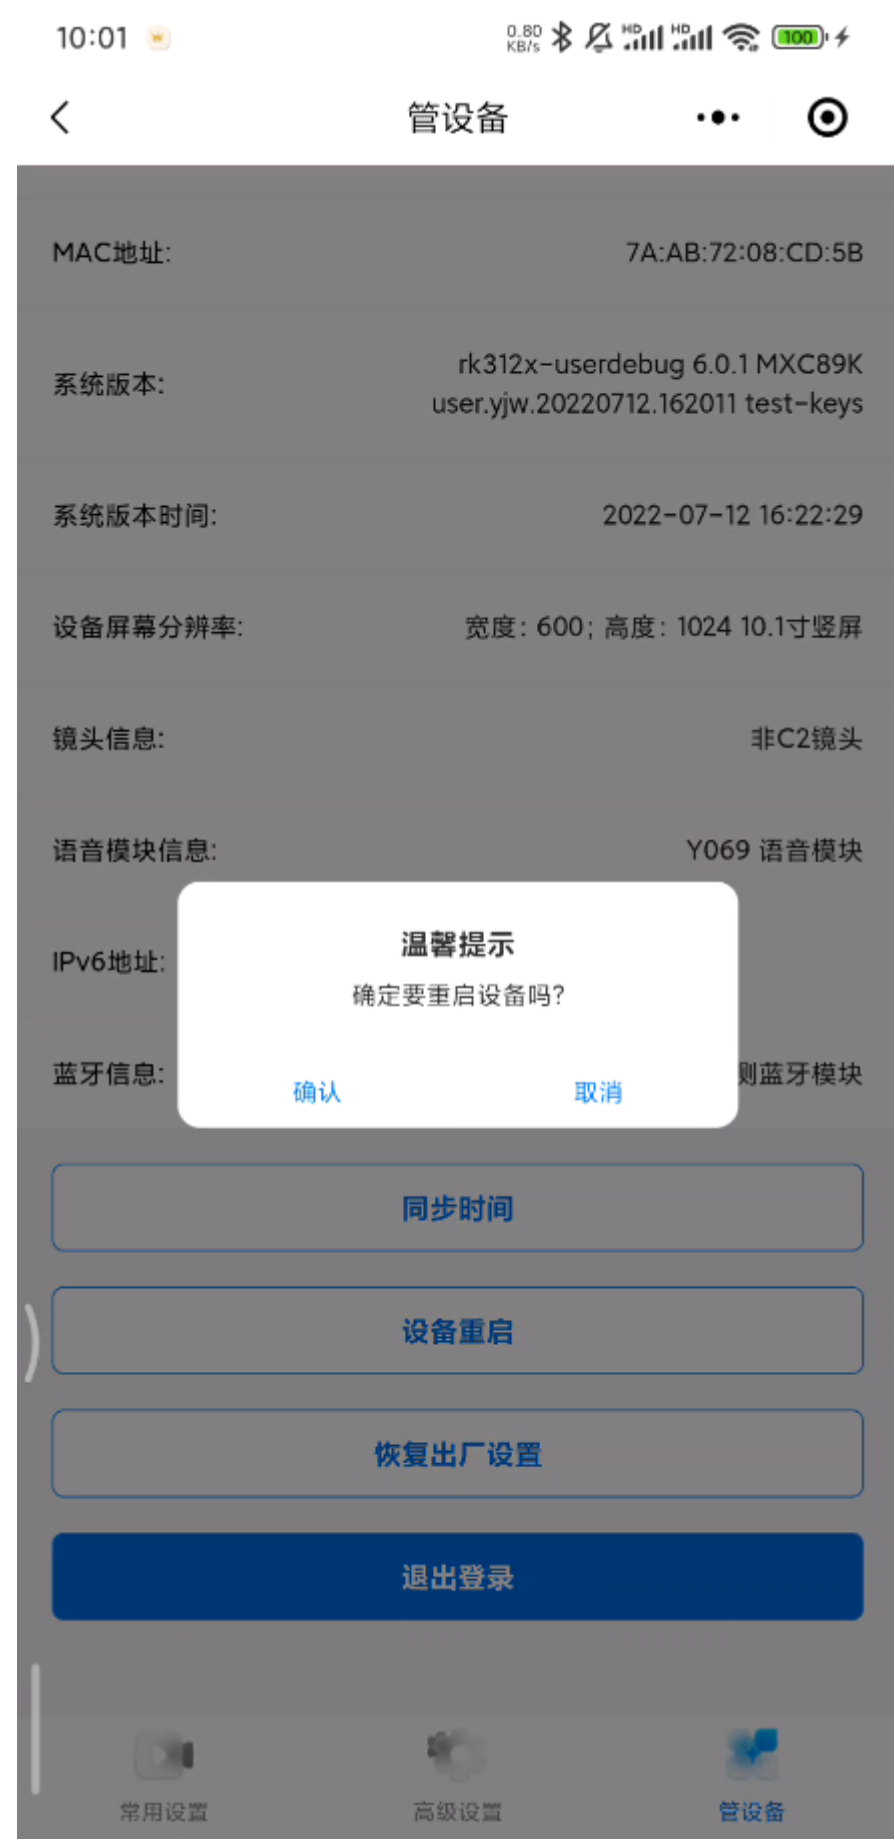 10:01
0.80 KB/s
HD HD
100
管设备
MAC地址: 7A:AB:72:08:CD:5B
系统版本: rk312x-userdebug 6.0.1 MXC89K
user.yjw.20220712.162011 test-keys
系统版本时间: 2022-07-12 16:22:29
设备屏幕分辨率: 宽度: 600; 高度: 1024 10.1寸竖屏
镜头信息: 非C2镜头
语音模块信息: Y069 语音模块
IPv6地址:
温馨提示
确定要重启设备吗?
蓝牙信息: 测蓝牙模块
确认 取消
同步时间
设备重启
恢复出厂设置
退出登录
常用设置 高级设置 管设备